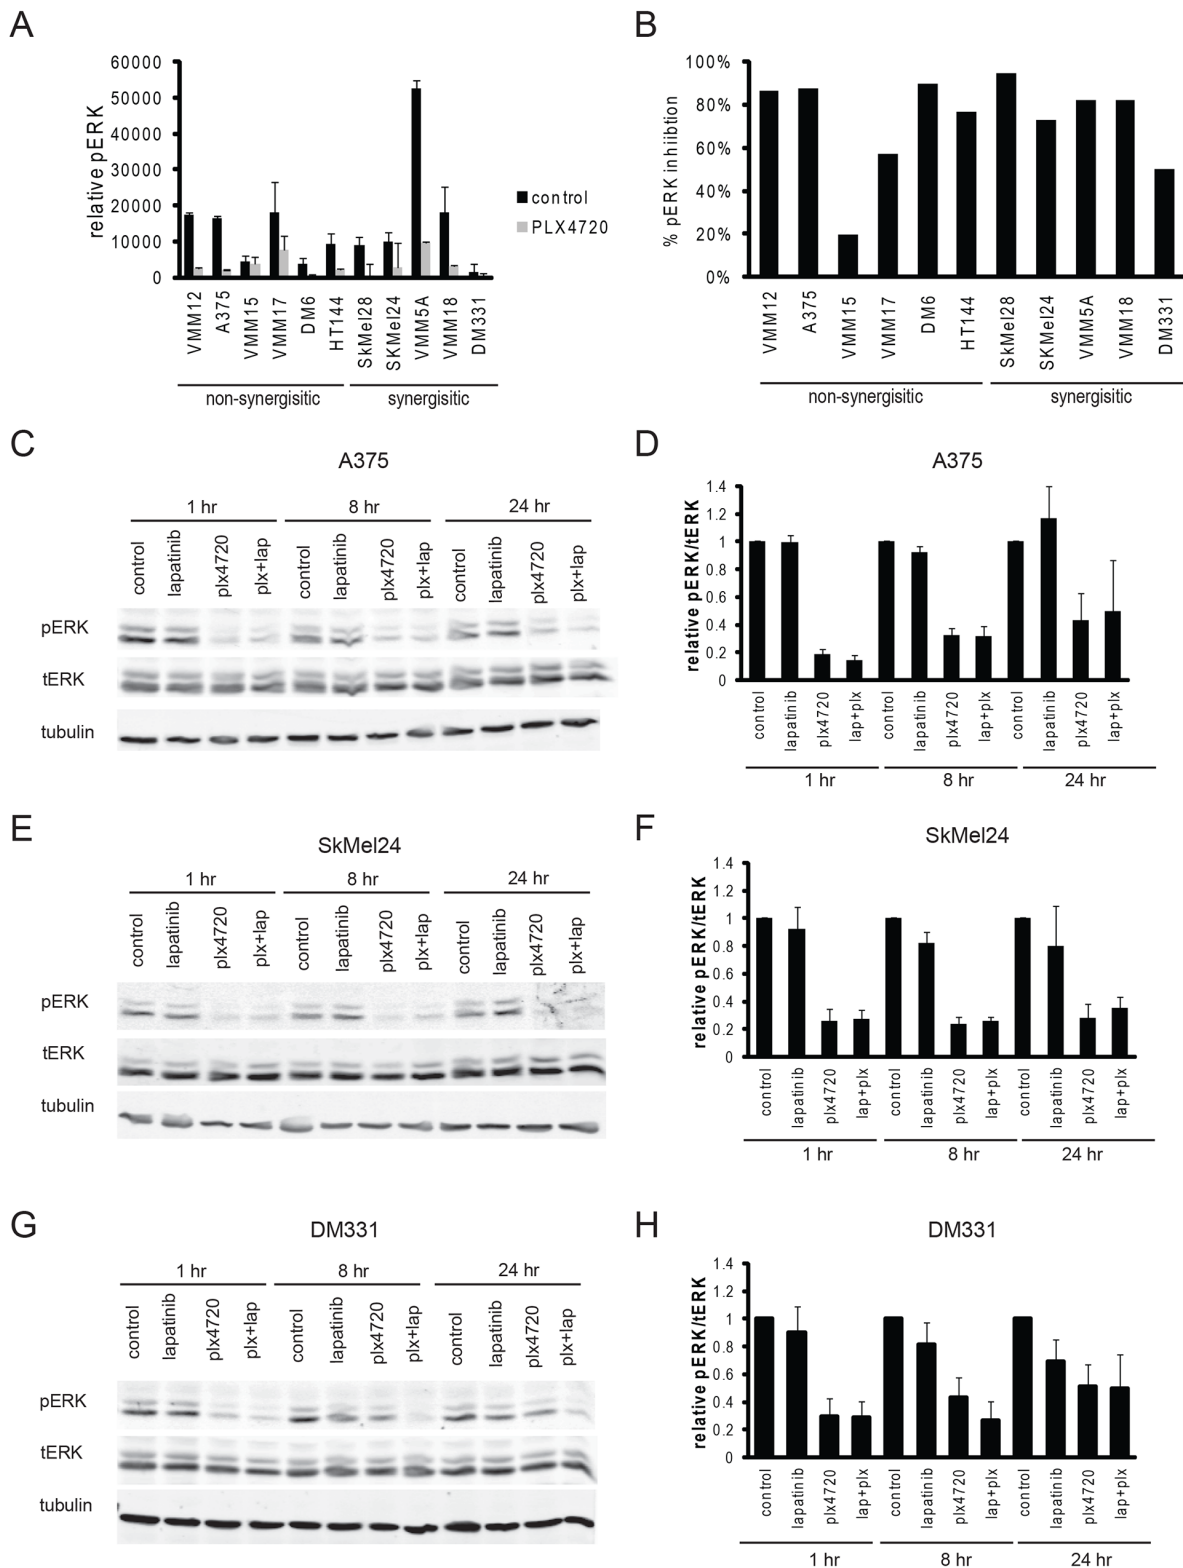 A
60000
50000
40000
30000
20000
10000
0
relative pERK
control
PLX4720
VMM12
A375
VMM15
VMM17
DM6
HT144
SkMel28
SKMel24
VMM5A
VMM18
DM331
non-synergisitic
synergisitic
B
100%
80%
60%
40%
20%
0%
% pERK inhiibtion
VMM12
A375
VMM15
VMM17
DM6
HT144
SkMel28
SKMel24
VMM5A
VMM18
DM331
non-synergisitic
synergisitic
C
A375
1 hr
8 hr
24 hr
control
lapatinib
plx4720
plx+lap
control
lapatinib
plx4720
plx+lap
control
lapatinib
plx4720
plx+lap
pERK
tERK
tubulin
D
A375
1.4
1.2
1
0.8
0.6
0.4
0.2
0
relative pERK/tERK
control
lapatinib
plx4720
lap+plx
control
lapatinib
plx4720
lap+plx
control
lapatinib
plx4720
lap+plx
1 hr
8 hr
24 hr
E
SkMel24
1 hr
8 hr
24 hr
control
lapatinib
plx4720
plx+lap
control
lapatinib
plx4720
plx+lap
control
lapatinib
plx4720
plx+lap
pERK
tERK
tubulin
F
SkMel24
1.4
1.2
1
0.8
0.6
0.4
0.2
0
relative pERK/tERK
control
lapatinib
plx4720
lap+plx
control
lapatinib
plx4720
lap+plx
control
lapatinib
plx4720
lap+plx
1 hr
8 hr
24 hr
G
DM331
1 hr
8 hr
24 hr
control
lapatinib
plx4720
plx+lap
control
lapatinib
plx4720
plx+lap
control
lapatinib
plx4720
plx+lap
pERK
tERK
tubulin
H
DM331
1.4
1.2
1
0.8
0.6
0.4
0.2
0
relative pERK/tERK
control
lapatinib
plx4720
lap+plx
control
lapatinib
plx4720
lap+plx
control
lapatinib
plx4720
lap+plx
1 hr
8 hr
24 hr